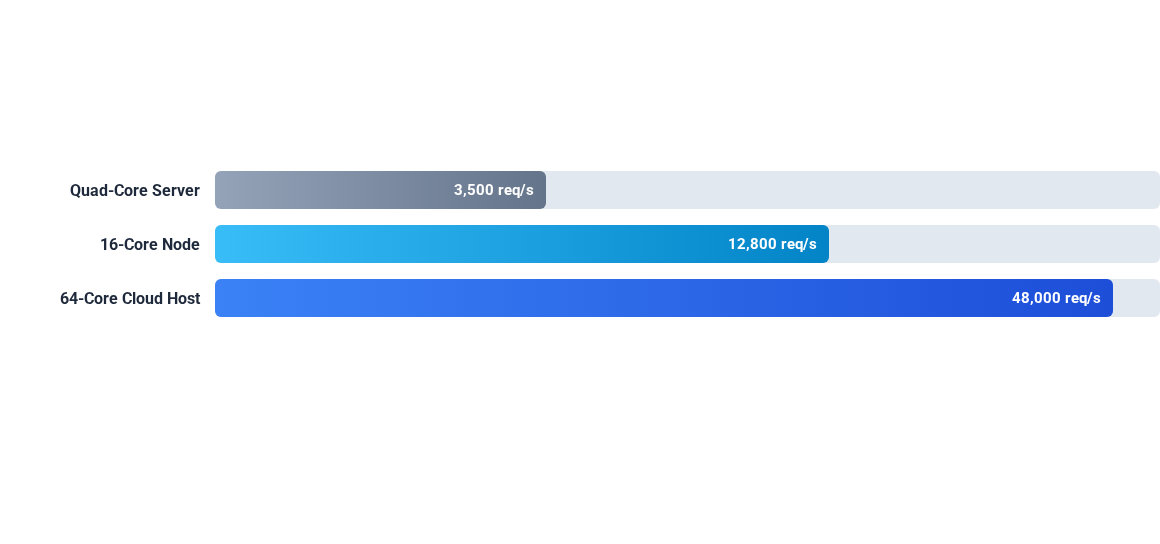 Quad-Core Server 3,500 req/s
16-Core Node 12,800 req/s
64-Core Cloud Host 48,000 req/s